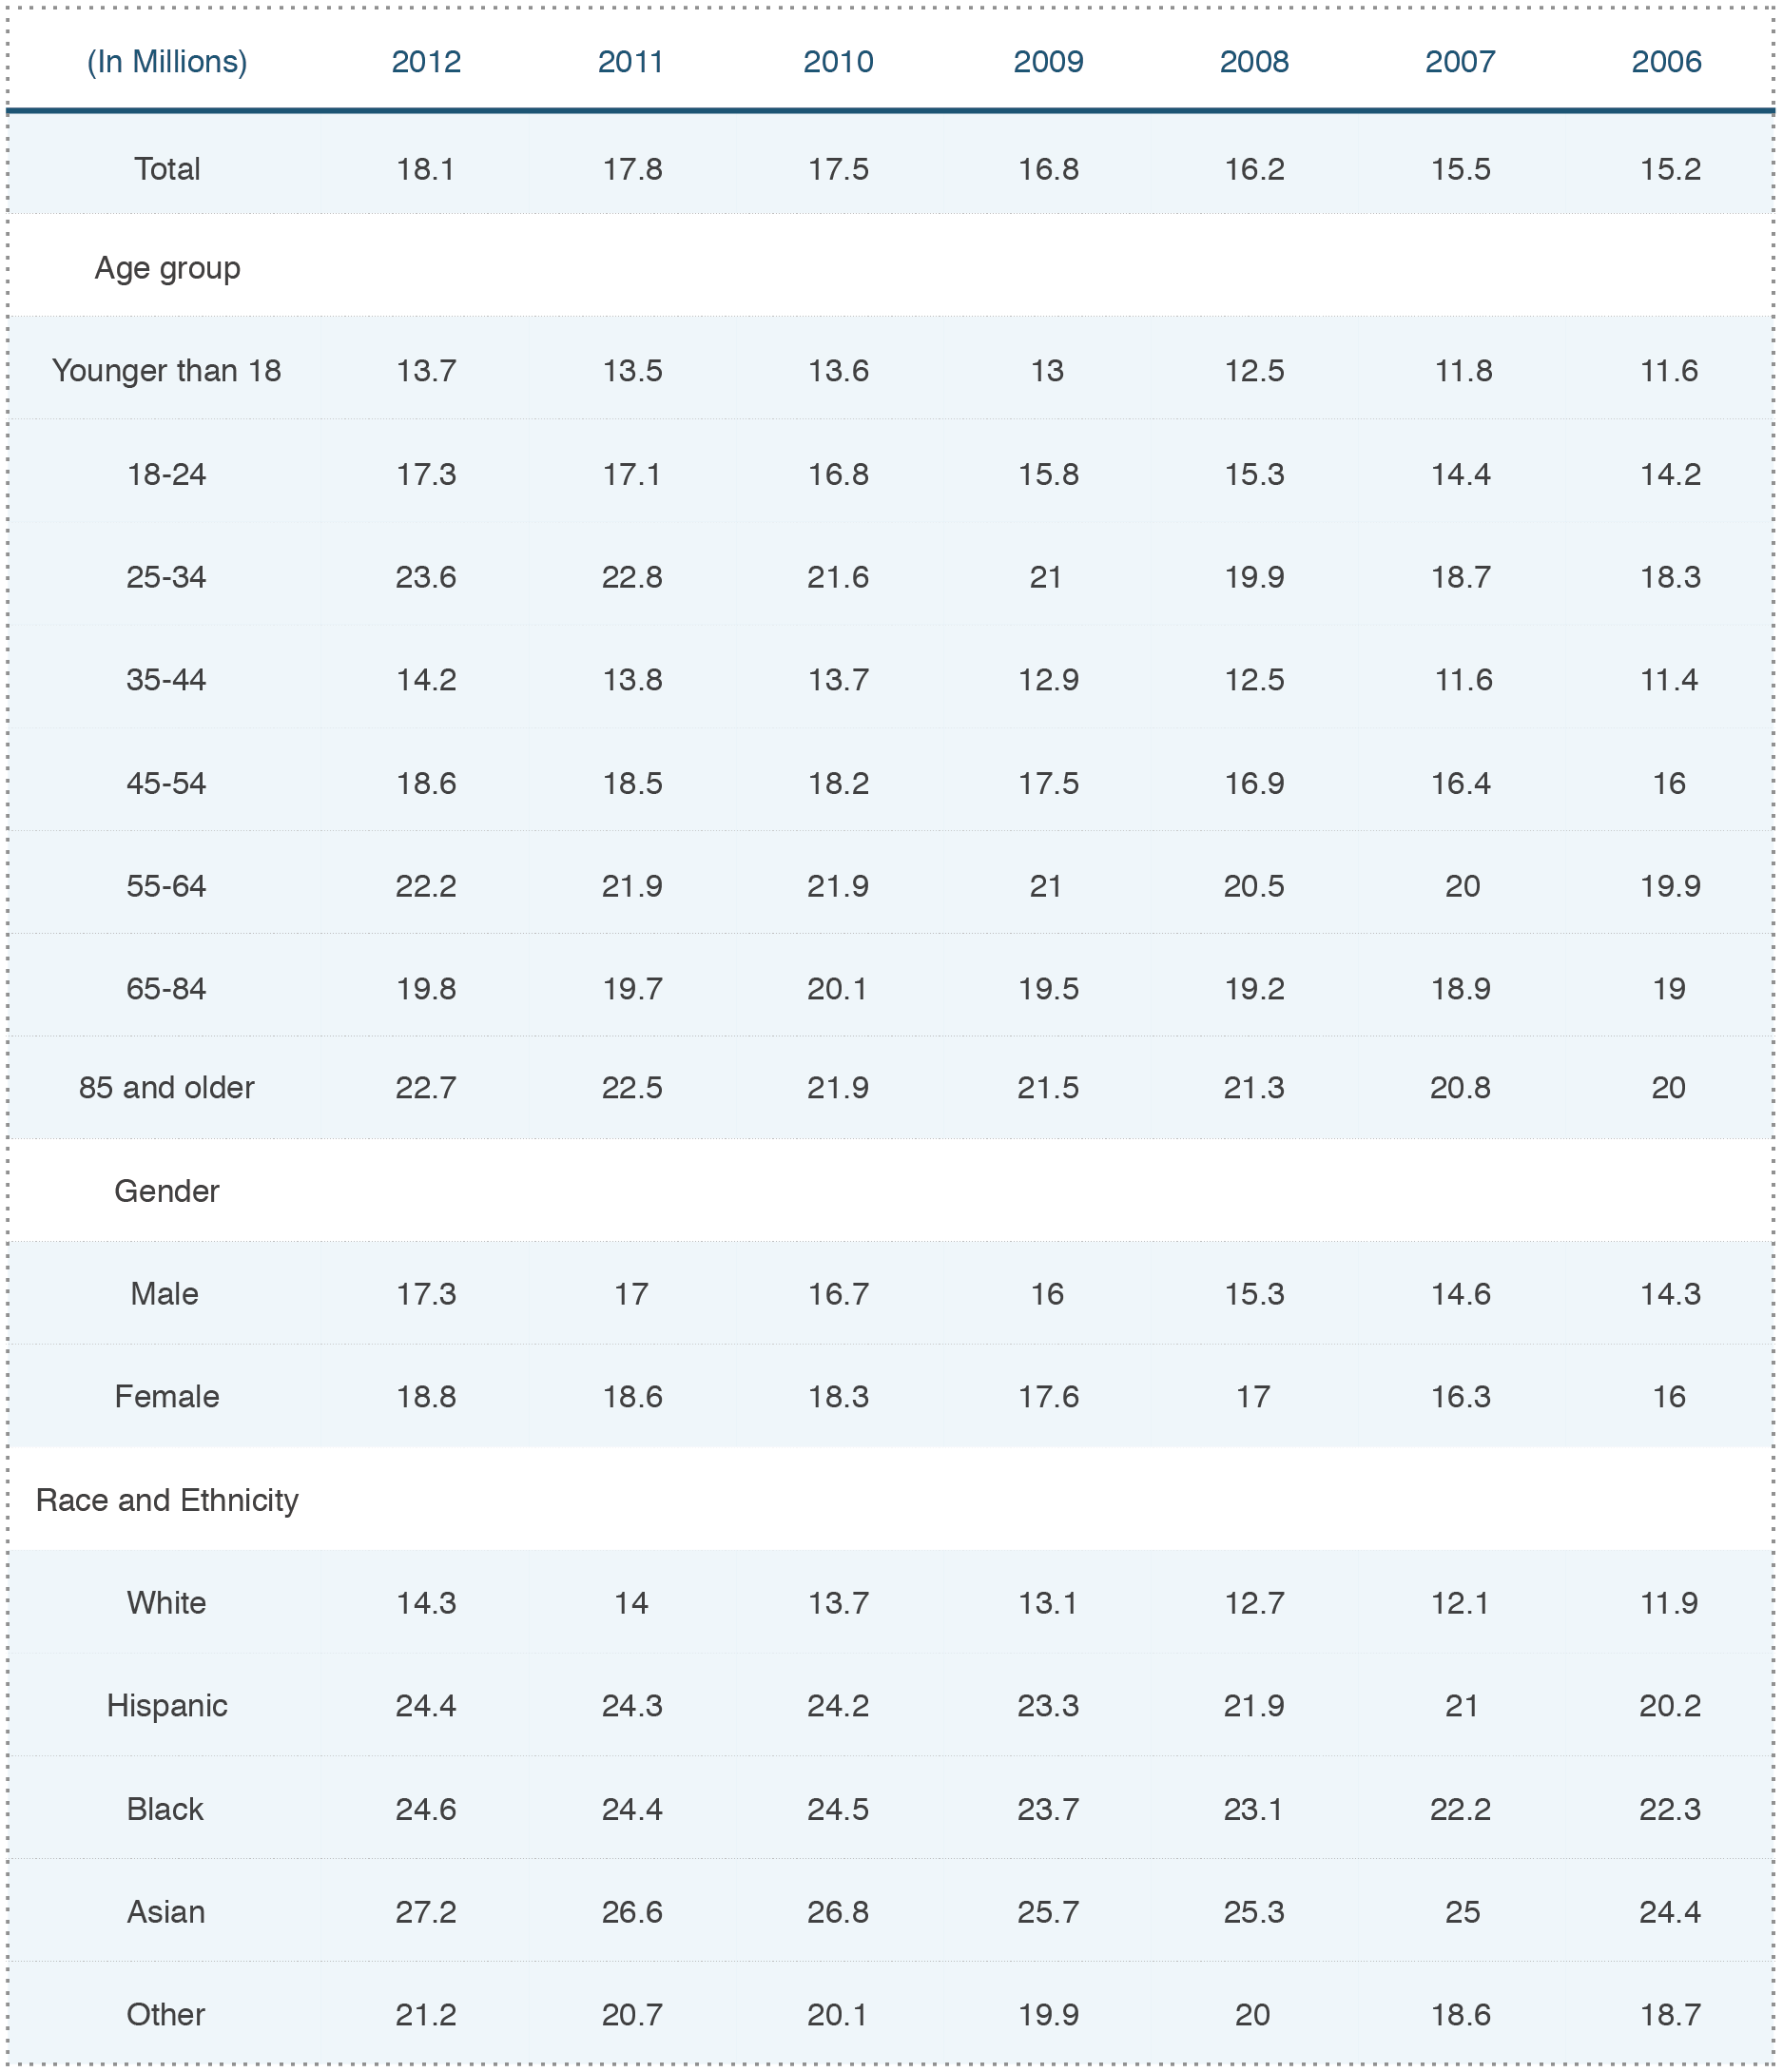 (In Millions) 2012 2011 2010 2009 2008 2007 2006
Total 18.1 17.8 17.5 16.8 16.2 15.5 15.2
Age group
Younger than 18 13.7 13.5 13.6 13 12.5 11.8 11.6
18-24 17.3 17.1 16.8 15.8 15.3 14.4 14.2
25-34 23.6 22.8 21.6 21 19.9 18.7 18.3
35-44 14.2 13.8 13.7 12.9 12.5 11.6 11.4
45-54 18.6 18.5 18.2 17.5 16.9 16.4 16
55-64 22.2 21.9 21.9 21 20.5 20 19.9
65-84 19.8 19.7 20.1 19.5 19.2 18.9 19
85 and older 22.7 22.5 21.9 21.5 21.3 20.8 20
Gender
Male 17.3 17 16.7 16 15.3 14.6 14.3
Female 18.8 18.6 18.3 17.6 17 16.3 16
Race and Ethnicity
White 14.3 14 13.7 13.1 12.7 12.1 11.9
Hispanic 24.4 24.3 24.2 23.3 21.9 21 20.2
Black 24.6 24.4 24.5 23.7 23.1 22.2 22.3
Asian 27.2 26.6 26.8 25.7 25.3 25 24.4
Other 21.2 20.7 20.1 19.9 20 18.6 18.7